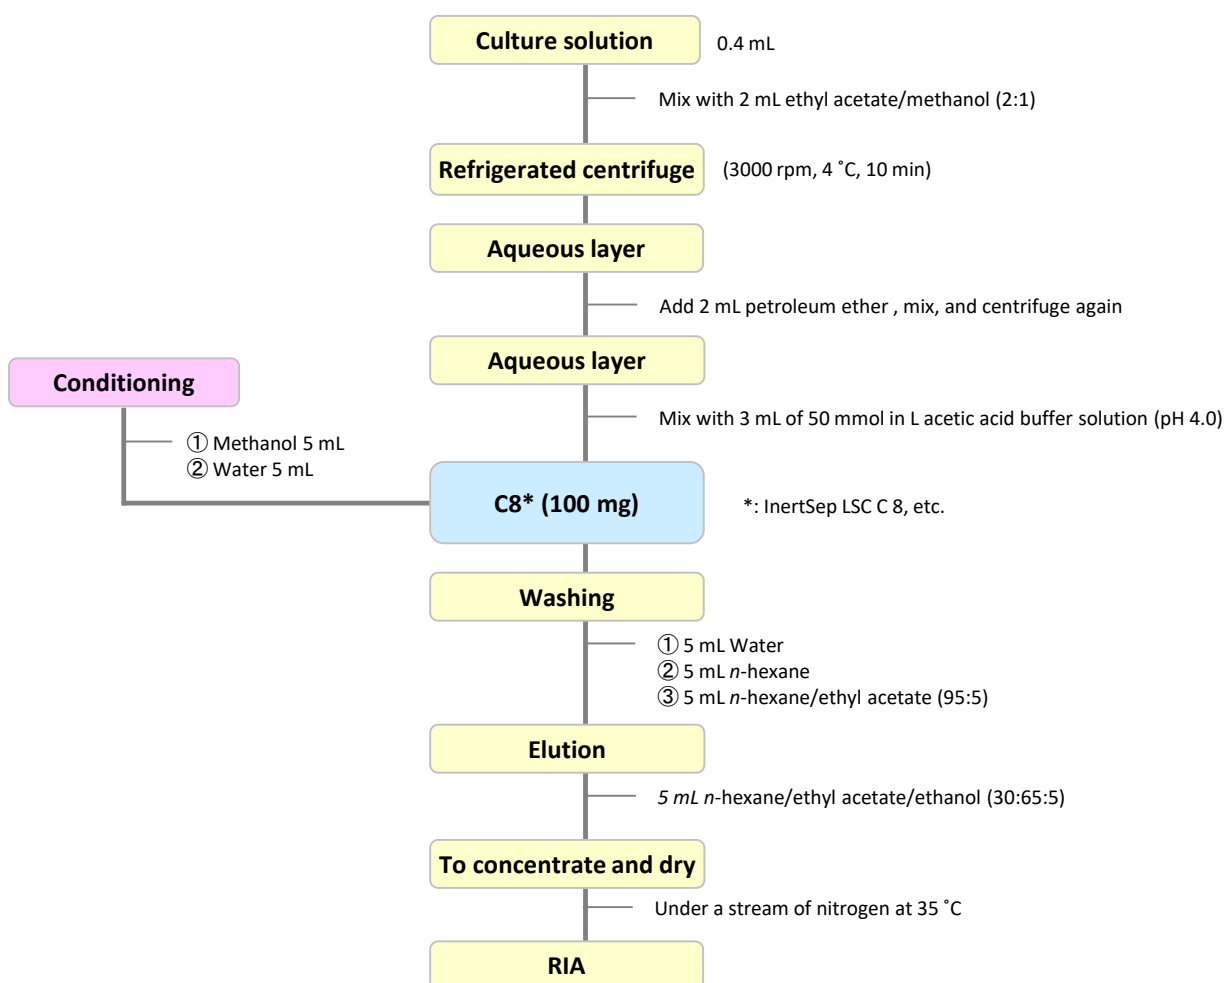 Culture solution
0.4 mL
Mix with 2 mL ethyl acetate/methanol (2:1)
Refrigerated centrifuge
(3000 rpm, 4 ˚C, 10 min)
Aqueous layer
Add 2 mL petroleum ether , mix, and centrifuge again
Aqueous layer
Conditioning
Mix with 3 mL of 50 mmol in L acetic acid buffer solution (pH 4.0)
① Methanol 5 mL
② Water 5 mL
C8* (100 mg)
*: InertSep LSC C 8, etc.
Washing
① 5 mL Water
② 5 mL n-hexane
③ 5 mL n-hexane/ethyl acetate (95:5)
Elution
5 mL n-hexane/ethyl acetate/ethanol (30:65:5)
To concentrate and dry
Under a stream of nitrogen at 35 ˚C
RIA